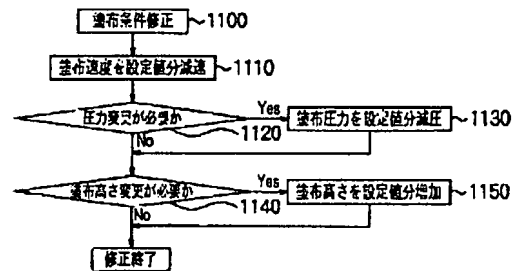 塗布条件修正
1100
塗布速度を設定値分減速
1110
圧力変更が必要か
1120
Yes
塗布圧力を設定値分減圧
1130
No
塗布高さ変更が必要か
1140
Yes
塗布高さを設定値分増加
1150
No
修正終了